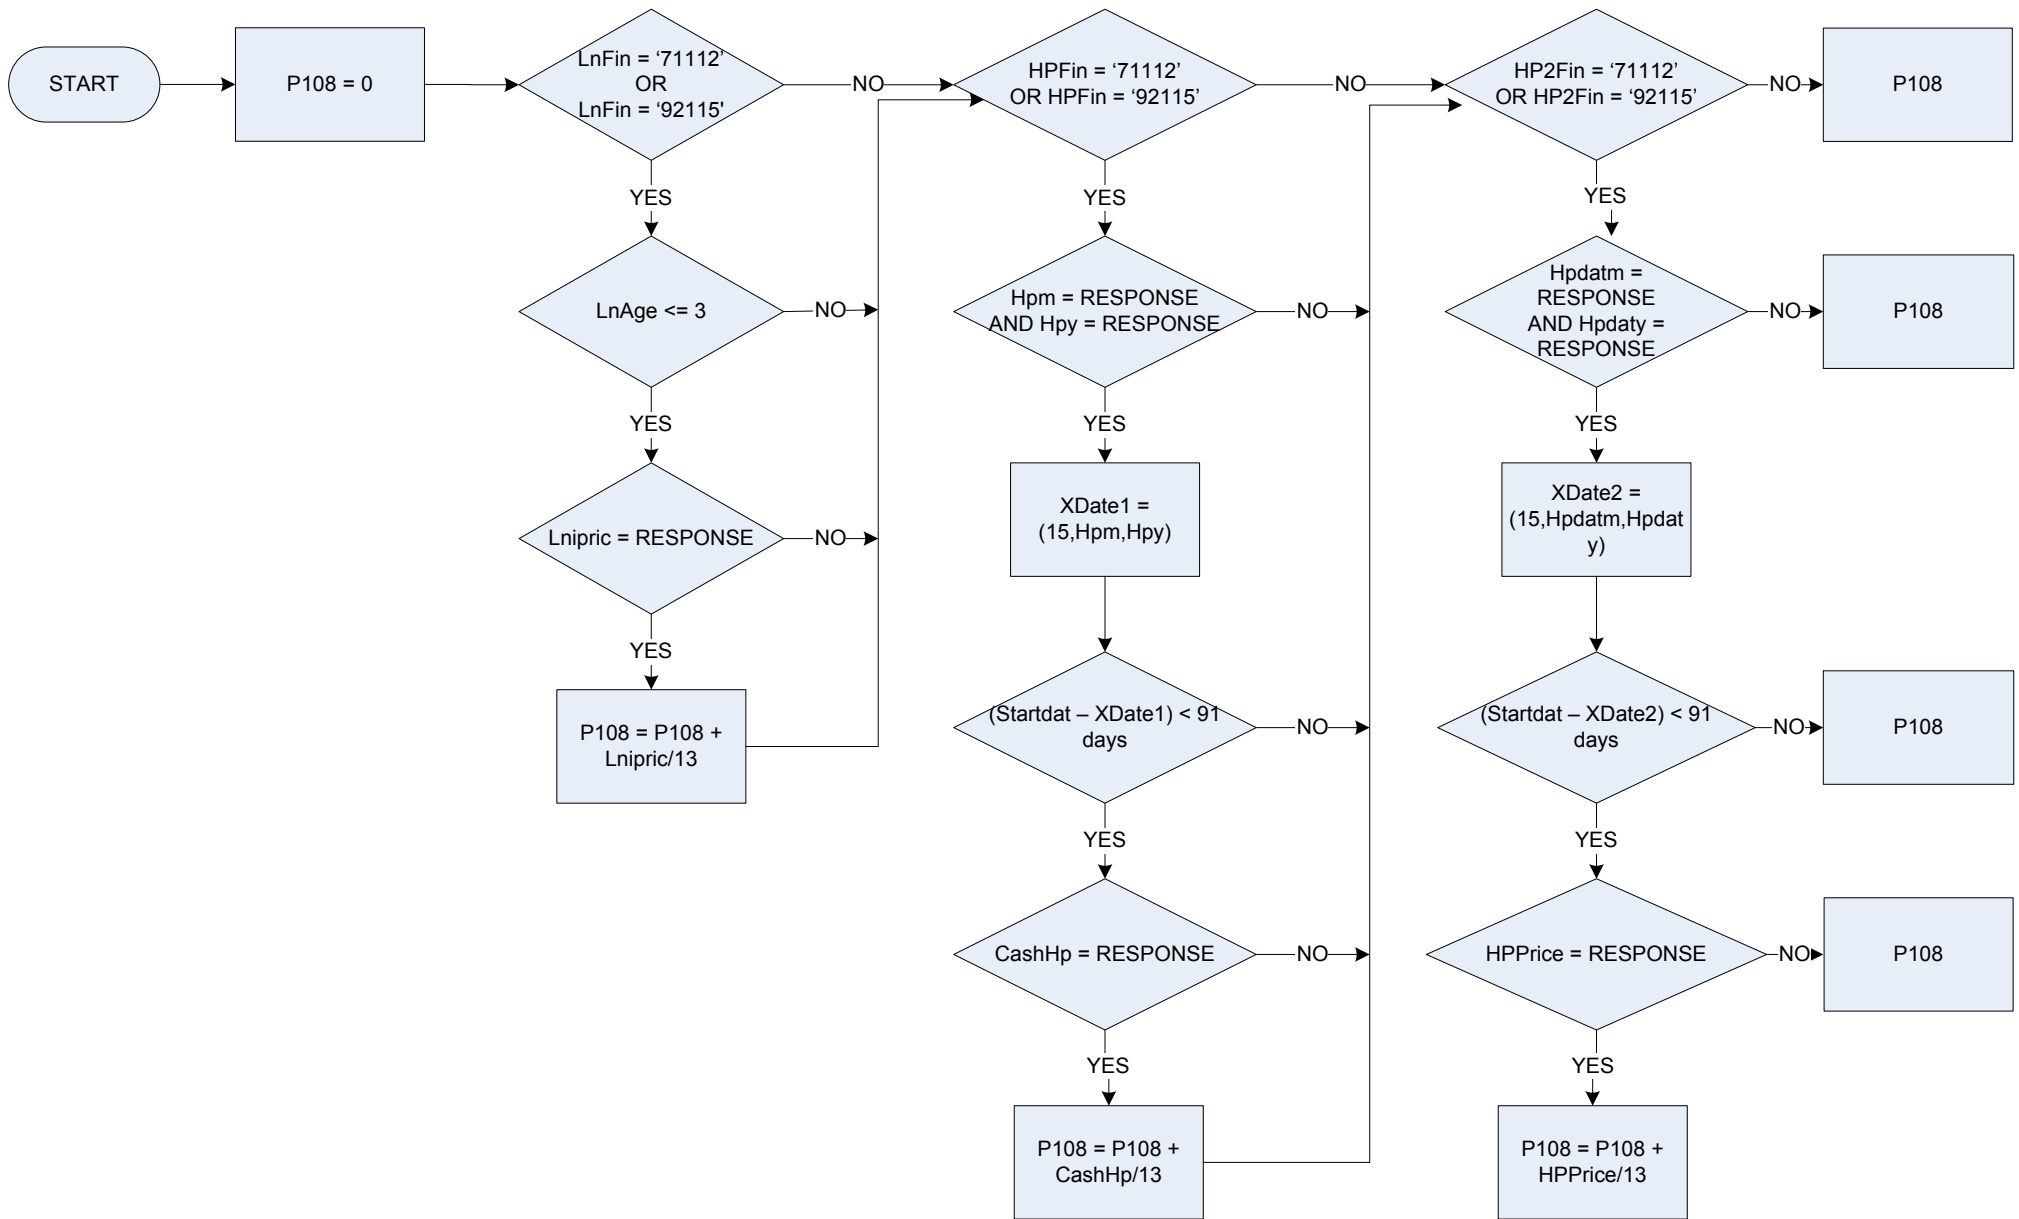 START
P108 = 0
LnFin = ‘71112’
OR
LnFin = ‘92115'
NO
HPFin = ‘71112’
OR HPFin = ‘92115’
NO
HP2Fin = ‘71112’
OR HP2Fin = ‘92115’
NO
P108
YES
YES
YES
LnAge <= 3
NO
Hpm = RESPONSE
AND Hpy = RESPONSE
NO
Hpdatm =
RESPONSE
AND Hpdaty =
RESPONSE
NO
P108
YES
YES
YES
Lnipric = RESPONSE
NO
XDate1 =
(15,Hpm,Hpy)
XDate2 =
(15,Hpdatm,Hpdat
y)
YES
P108 = P108 +
Lnipric/13
(Startdat – XDate1) < 91
days
NO
(Startdat – XDate2) < 91
days
NO
P108
YES
YES
CashHp = RESPONSE
NO
HPPrice = RESPONSE
NO
P108
YES
YES
P108 = P108 +
CashHp/13
P108 = P108 +
HPPrice/13